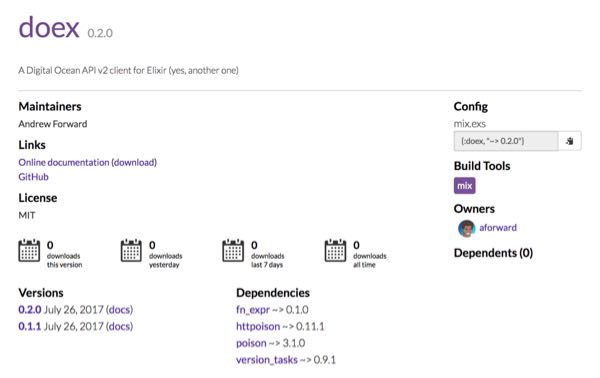 doex 0.2.0
A Digital Ocean API v2 client for Elixir (yes, another one)
Maintainers
Andrew Forward
Links
Online documentation (download)
GitHub
License
MIT
0
downloads
this version
0
downloads
yesterday
0
downloads
last 7 days
0
downloads
all time
Versions
0.2.0 July 26, 2017 (docs)
0.1.1 July 26, 2017 (docs)
Dependencies
fn_expr ~> 0.1.0
httpoison ~> 0.11.1
poison ~> 3.1.0
version_tasks ~> 0.9.1
Config
mix.exs
{:doex, "~> 0.2.0"}
Build Tools
mix
Owners
aforward
Dependents (0)